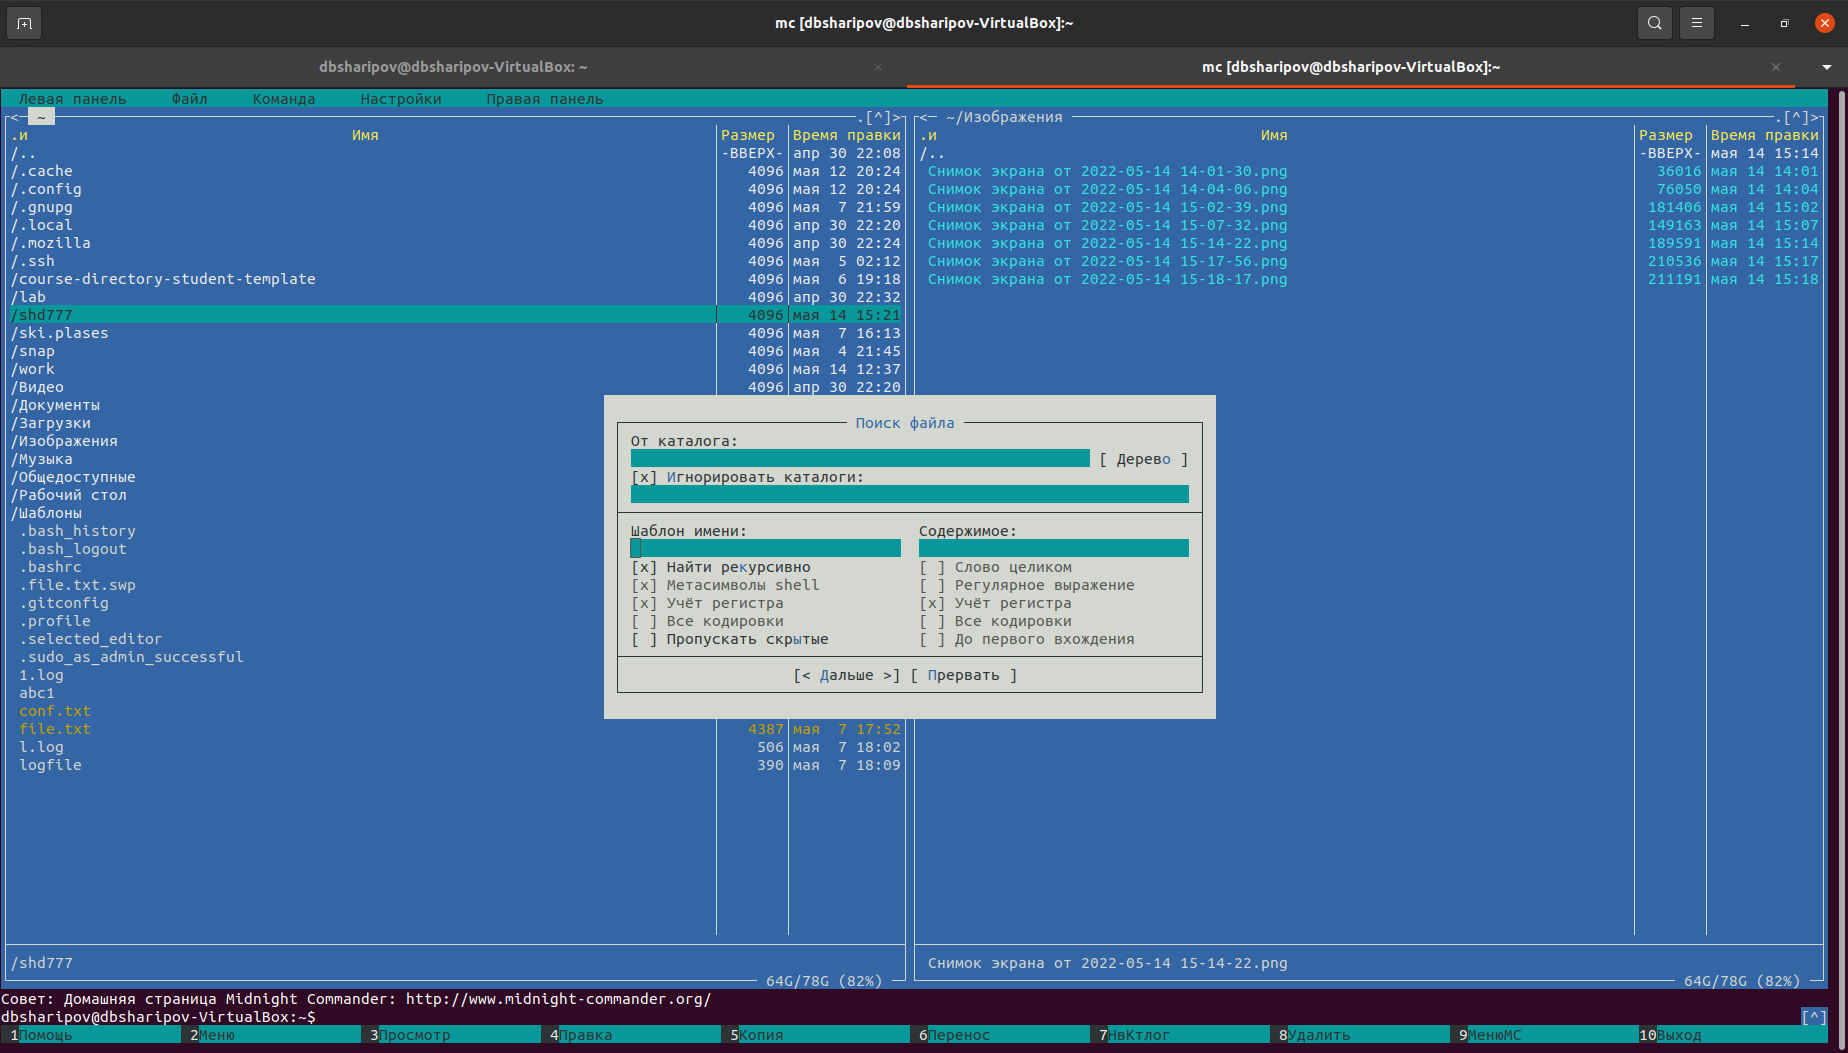 mc [dbsharipov@dbsharipov-VirtualBox]:~
dbsharipov@dbsharipov-VirtualBox: ~
mc [dbsharipov@dbsharipov-VirtualBox]:~
Левая панель Файл Команда Настройки Правая панель
<─ ~ .[^]>
.и Имя Размер Время правки
/.. -ВВЕРХ- апр 30 22:08
/.cache 4096 мая 12 20:24
/.config 4096 мая 12 20:24
/.gnupg 4096 мая 7 21:59
/.local 4096 апр 30 22:20
/.mozilla 4096 апр 30 22:24
/.ssh 4096 мая 5 02:12
/course-directory-student-template 4096 мая 6 19:18
/lab 4096 апр 30 22:32
/shd777 4096 мая 14 15:21
/ski.plases 4096 мая 7 16:13
/snap 4096 мая 4 21:45
/work 4096 мая 14 12:37
/Видео 4096 апр 30 22:20
/Документы
/Загрузки
/Изображения
/Музыка
/Общедоступные
/Рабочий стол
/Шаблоны
.bash_history
.bash_logout
.bashrc
.file.txt.swp
.gitconfig
.profile
.selected_editor
.sudo_as_admin_successful
1.log
abc1
conf.txt
file.txt 4387 мая 7 17:52
l.log 506 мая 7 18:02
logfile 390 мая 7 18:09
/shd777
64G/78G (82%)
<─ ~/Изображения .[^]>
.и Имя Размер Время правки
/.. -ВВЕРХ- мая 14 15:14
Снимок экрана от 2022-05-14 14-01-30.png 36016 мая 14 14:01
Снимок экрана от 2022-05-14 14-04-06.png 76050 мая 14 14:04
Снимок экрана от 2022-05-14 15-02-39.png 181406 мая 14 15:02
Снимок экрана от 2022-05-14 15-07-32.png 149163 мая 14 15:07
Снимок экрана от 2022-05-14 15-14-22.png 189591 мая 14 15:14
Снимок экрана от 2022-05-14 15-17-56.png 210536 мая 14 15:17
Снимок экрана от 2022-05-14 15-18-17.png 211191 мая 14 15:18
Снимок экрана от 2022-05-14 15-14-22.png
64G/78G (82%)
Поиск файла
От каталога:
[ Дерево ]
[x] Игнорировать каталоги:
Шаблон имени: Содержимое:
[x] Найти рекурсивно [ ] Слово целиком
[x] Метасимволы shell [ ] Регулярное выражение
[x] Учёт регистра [x] Учёт регистра
[ ] Все кодировки [ ] Все кодировки
[ ] Пропускать скрытые [ ] До первого вхождения
[< Дальше >] [ Прервать ]
Совет: Домашняя страница Midnight Commander: http://www.midnight-commander.org/
dbsharipov@dbsharipov-VirtualBox:~$ [^]
1Помощь 2Меню 3Просмотр 4Правка 5Копия 6Перенос 7НвКтлог 8Удалить 9МенюМС 10Выход